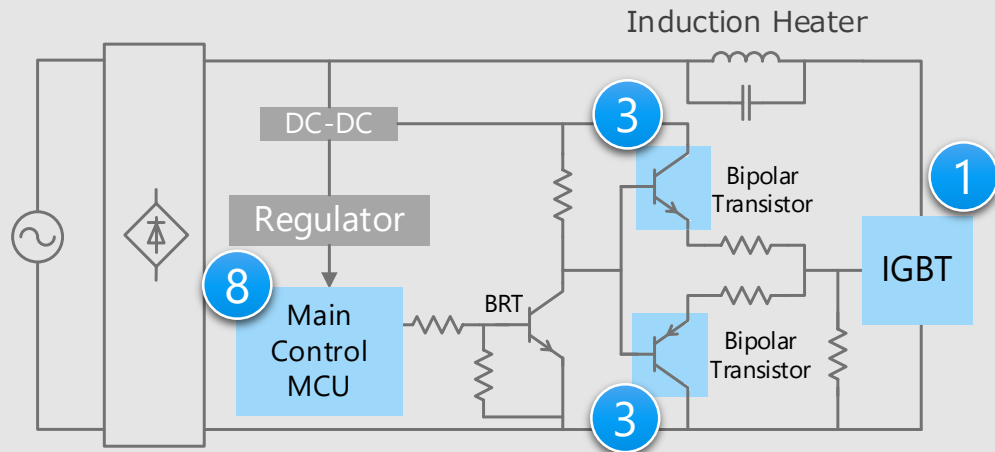 Induction Heater
DC-DC
3
Bipolar
Transistor
1
Regulator
IGBT
8
Main
Control
MCU
BRT
Bipolar
Transistor
3